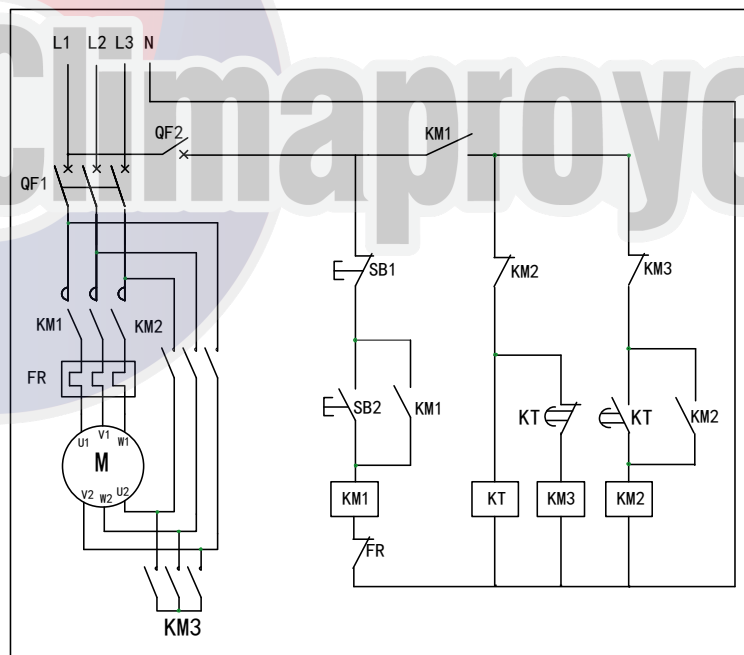 Climaproye
L1 L2 L3 N
QF2 KM1
QF1
SB1 KM2 KM3
KM1 KM2
FR
SB2 KM1 KT KT KM2
U1 V1 W1
M
V2 W2 U2
KM1 KT KM3 KM2
FR
KM3